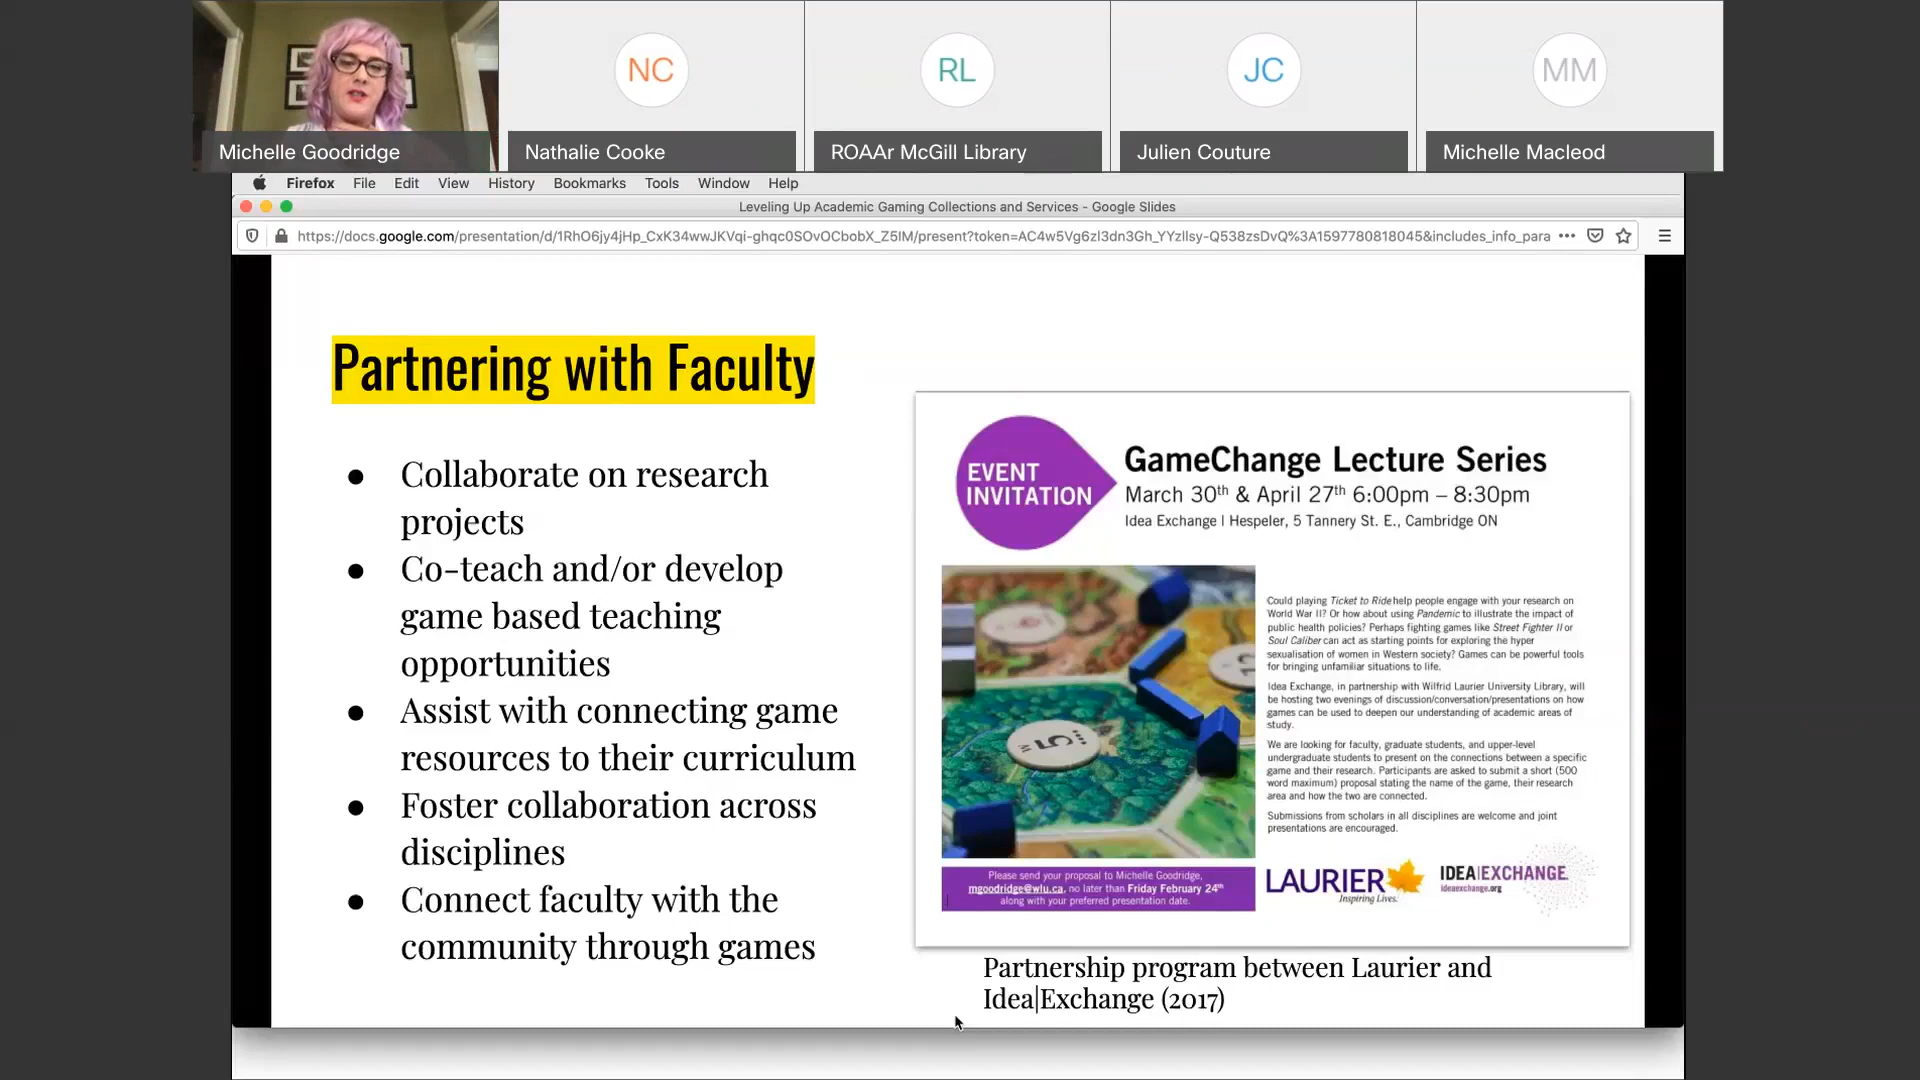 NC
RL
JC
MM
Michelle Goodridge
Nathalie Cooke
ROAAr McGill Library
Julien Couture
Michelle Macleod
Firefox File Edit View History Bookmarks Tools Window Help
Leveling Up Academic Gaming Collections and Services - Google Slides
Partnering with Faculty
● Collaborate on research
projects
● Co-teach and/or develop
game based teaching
opportunities
● Assist with connecting game
resources to their curriculum
● Foster collaboration across
disciplines
● Connect faculty with the
community through games
EVENT
INVITATION
GameChange Lecture Series
March 30th & April 27th 6:00pm – 8:30pm
Idea Exchange | Hespeler, 5 Tannery St. E., Cambridge ON
5
12
Could playing Ticket to Ride help people engage with your research on
World War II? Or how about using Pandemic to illustrate the impact of
public health policies? Perhaps fighting games like Street Fighter II or
Soul Caliber can act as starting points for exploring the hyper
sexualisation of women in Western society? Games can be powerful tools
for bringing unfamiliar situations to life.
Idea Exchange, in partnership with Wilfrid Laurier University Library, will
be hosting two evenings of discussion/conversation/presentations on how
games can be used to deepen our understanding of academic areas of
study.
We are looking for faculty, graduate students, and upper-level
undergraduate students to present on the connections between a specific
game and their research. Participants are asked to submit a short (500
word maximum) proposal stating the name of the game, their research
area and how the two are connected.
Submissions from scholars in all disciplines are welcome and joint
presentations are encouraged.
Please send your proposal to Michelle Goodridge,
mgoodridge@wlu.ca, no later than Friday February 24th
along with your preferred presentation date.
LAURIER
Inspiring Lives.
IDEA|EXCHANGE
ideaexchange.org
Partnership program between Laurier and
Idea|Exchange (2017)